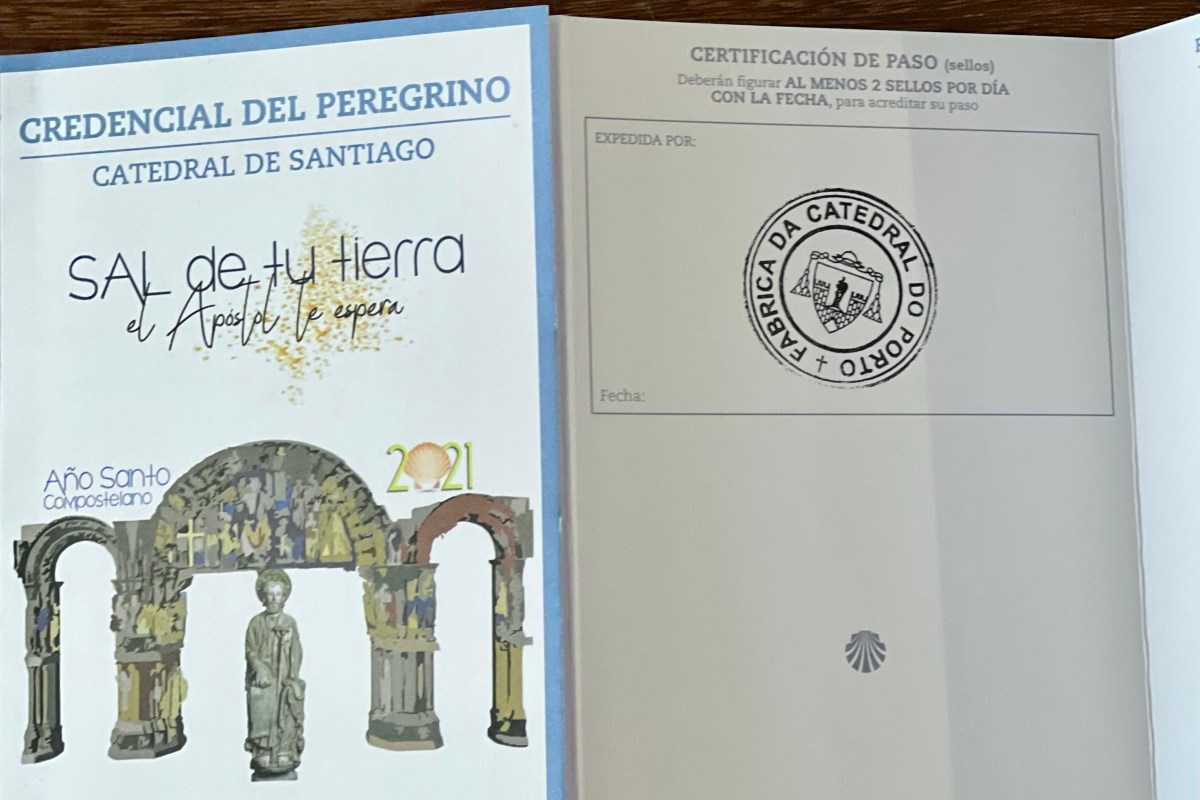 CREDENCIAL DEL PEREGRINO
CATEDRAL DE SANTIAGO
SAL de tu tierra
el Apóstol te espera
Año Santo
Compostelano
2021
CERTIFICACIÓN DE PASO (sellos)
Deberán figurar AL MENOS 2 SELLOS POR DÍA
CON LA FECHA, para acreditar su paso
EXPEDIDA POR:
FABRICA DA CATEDRAL DO PORTO
Fecha: